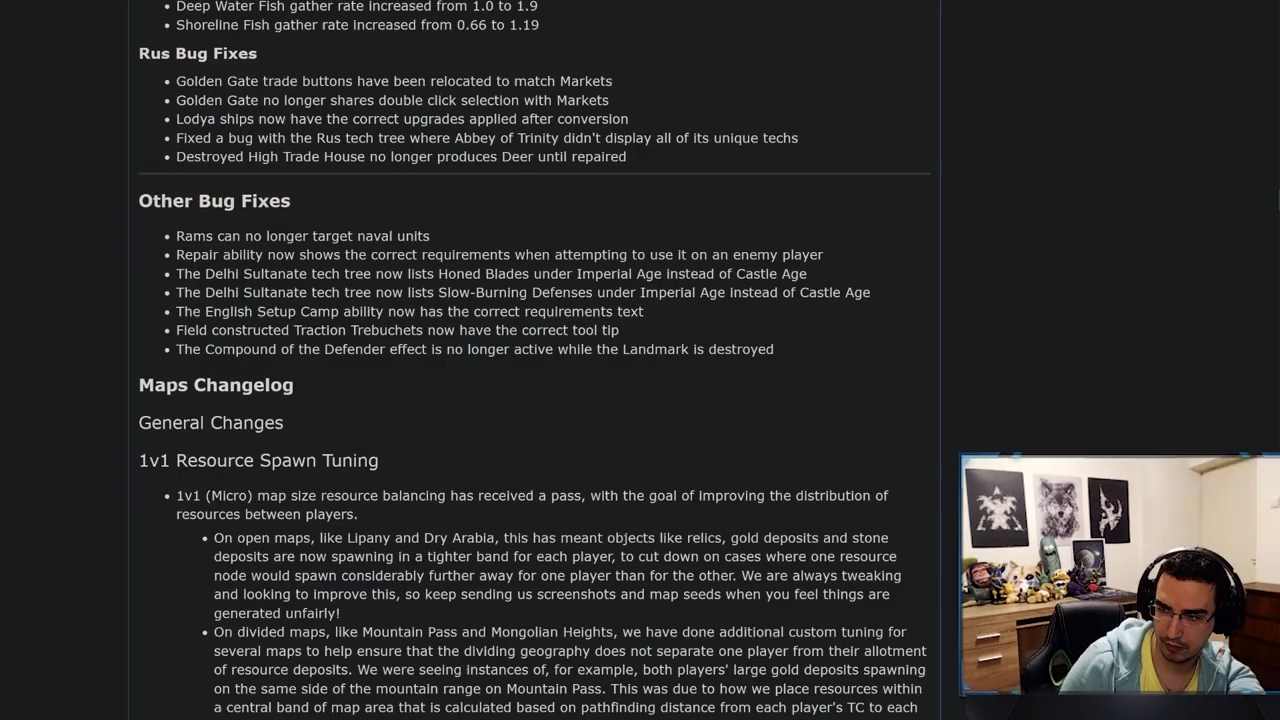 Deep Water Fish gather rate increased from 1.0 to 1.9
Shoreline Fish gather rate increased from 0.66 to 1.19
Rus Bug Fixes
Golden Gate trade buttons have been relocated to match Markets
Golden Gate no longer shares double click selection with Markets
Lodya ships now have the correct upgrades applied after conversion
Fixed a bug with the Rus tech tree where Abbey of Trinity didn't display all of its unique techs
Destroyed High Trade House no longer produces Deer until repaired
Other Bug Fixes
Rams can no longer target naval units
Repair ability now shows the correct requirements when attempting to use it on an enemy player
The Delhi Sultanate tech tree now lists Honed Blades under Imperial Age instead of Castle Age
The Delhi Sultanate tech tree now lists Slow-Burning Defenses under Imperial Age instead of Castle Age
The English Setup Camp ability now has the correct requirements text
Field constructed Traction Trebuchets now have the correct tool tip
The Compound of the Defender effect is no longer active while the Landmark is destroyed
Maps Changelog
General Changes
1v1 Resource Spawn Tuning
1v1 (Micro) map size resource balancing has received a pass, with the goal of improving the distribution of
resources between players.
On open maps, like Lipany and Dry Arabia, this has meant objects like relics, gold deposits and stone
deposits are now spawning in a tighter band for each player, to cut down on cases where one resource
node would spawn considerably further away for one player than for the other. We are always tweaking
and looking to improve this, so keep sending us screenshots and map seeds when you feel things are
generated unfairly!
On divided maps, like Mountain Pass and Mongolian Heights, we have done additional custom tuning for
several maps to help ensure that the dividing geography does not separate one player from their allotment
of resource deposits. We were seeing instances of, for example, both players' large gold deposits spawning
on the same side of the mountain range on Mountain Pass. This was due to how we place resources within
a central band of map area that is calculated based on pathfinding distance from each player's TC to each